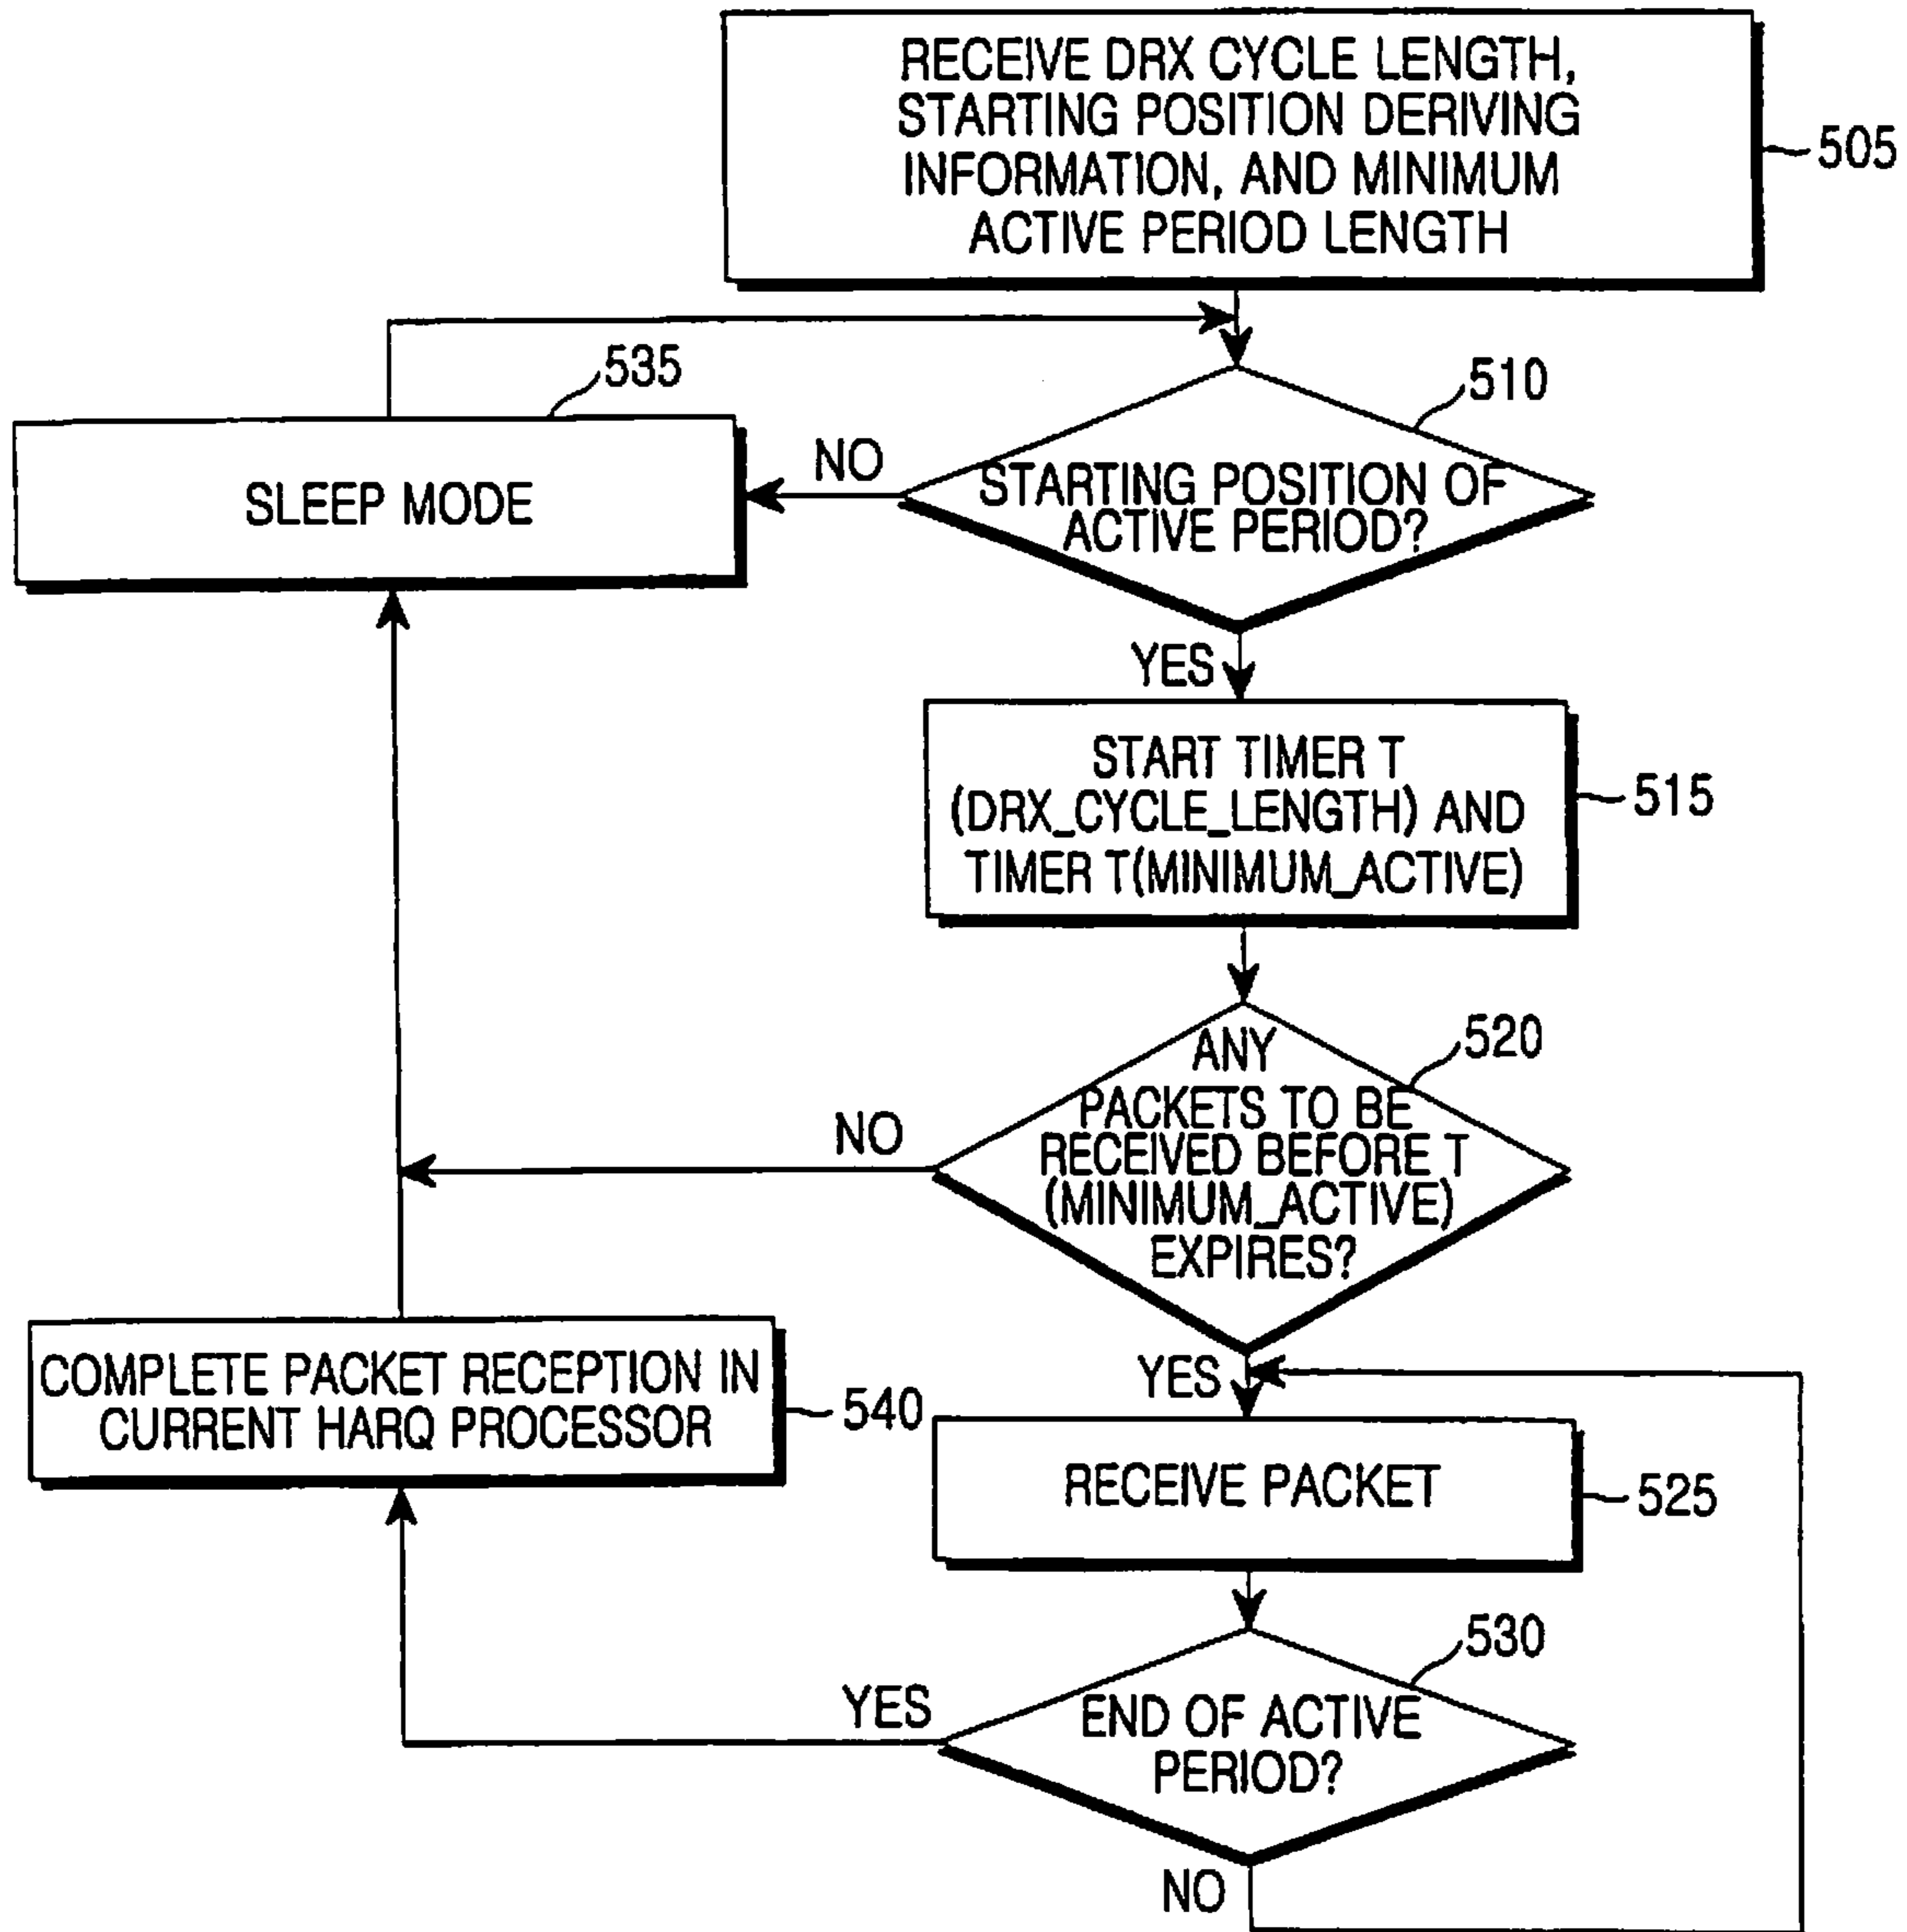 RECEIVE DRX CYCLE LENGTH,
STARTING POSITION DERIVING
INFORMATION, AND MINIMUM
ACTIVE PERIOD LENGTH
505
535
510
NO
SLEEP MODE
STARTING POSITION OF
ACTIVE PERIOD?
YES
START TIMER T
(DRX_CYCLE_LENGTH) AND
TIMER T(MINIMUM_ACTIVE)
515
520
ANY
PACKETS TO BE
RECEIVED BEFORE T
(MINIMUM_ACTIVE)
EXPIRES?
NO
YES
COMPLETE PACKET RECEPTION IN
CURRENT HARQ PROCESSOR
540
RECEIVE PACKET
525
530
YES
END OF ACTIVE
PERIOD?
NO